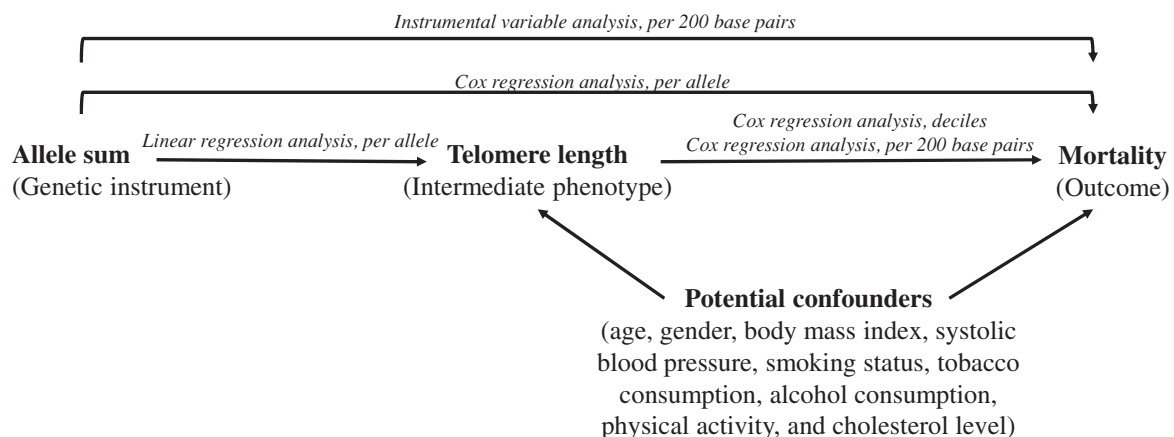 Instrumental variable analysis, per 200 base pairs
Cox regression analysis, per allele
Linear regression analysis, per allele
Cox regression analysis, deciles
Cox regression analysis, per 200 base pairs
Allele sum
(Genetic instrument)
Telomere length
(Intermediate phenotype)
Mortality
(Outcome)
Potential confounders
(age, gender, body mass index, systolic
blood pressure, smoking status, tobacco
consumption, alcohol consumption,
physical activity, and cholesterol level)